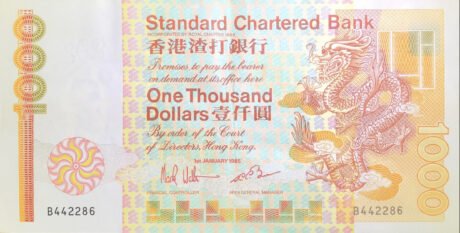 1000
Standard Chartered Bank
INCORPORATED BY ROYAL CHARTER 1853
香港渣打銀行
Promises to pay the bearer
on demand at its office here
One Thousand
Dollars 壹仟圓
By order of the Court
of Directors, Hong Kong.
1st JANUARY 1985
FINANCIAL CONTROLLER
AREA GENERAL MANAGER
B442286
B442286
1000